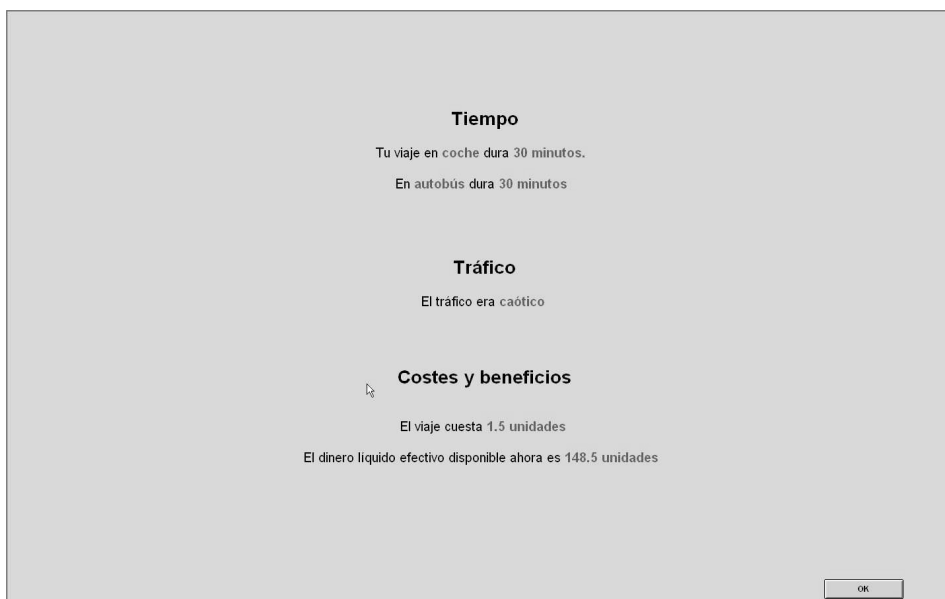 Tiempo
Tu viaje en coche dura 30 minutos.
En autobús dura 30 minutos
Tráfico
El tráfico era caótico
Costes y beneficios
El viaje cuesta 1.5 unidades
El dinero líquido efectivo disponible ahora es 148.5 unidades
OK